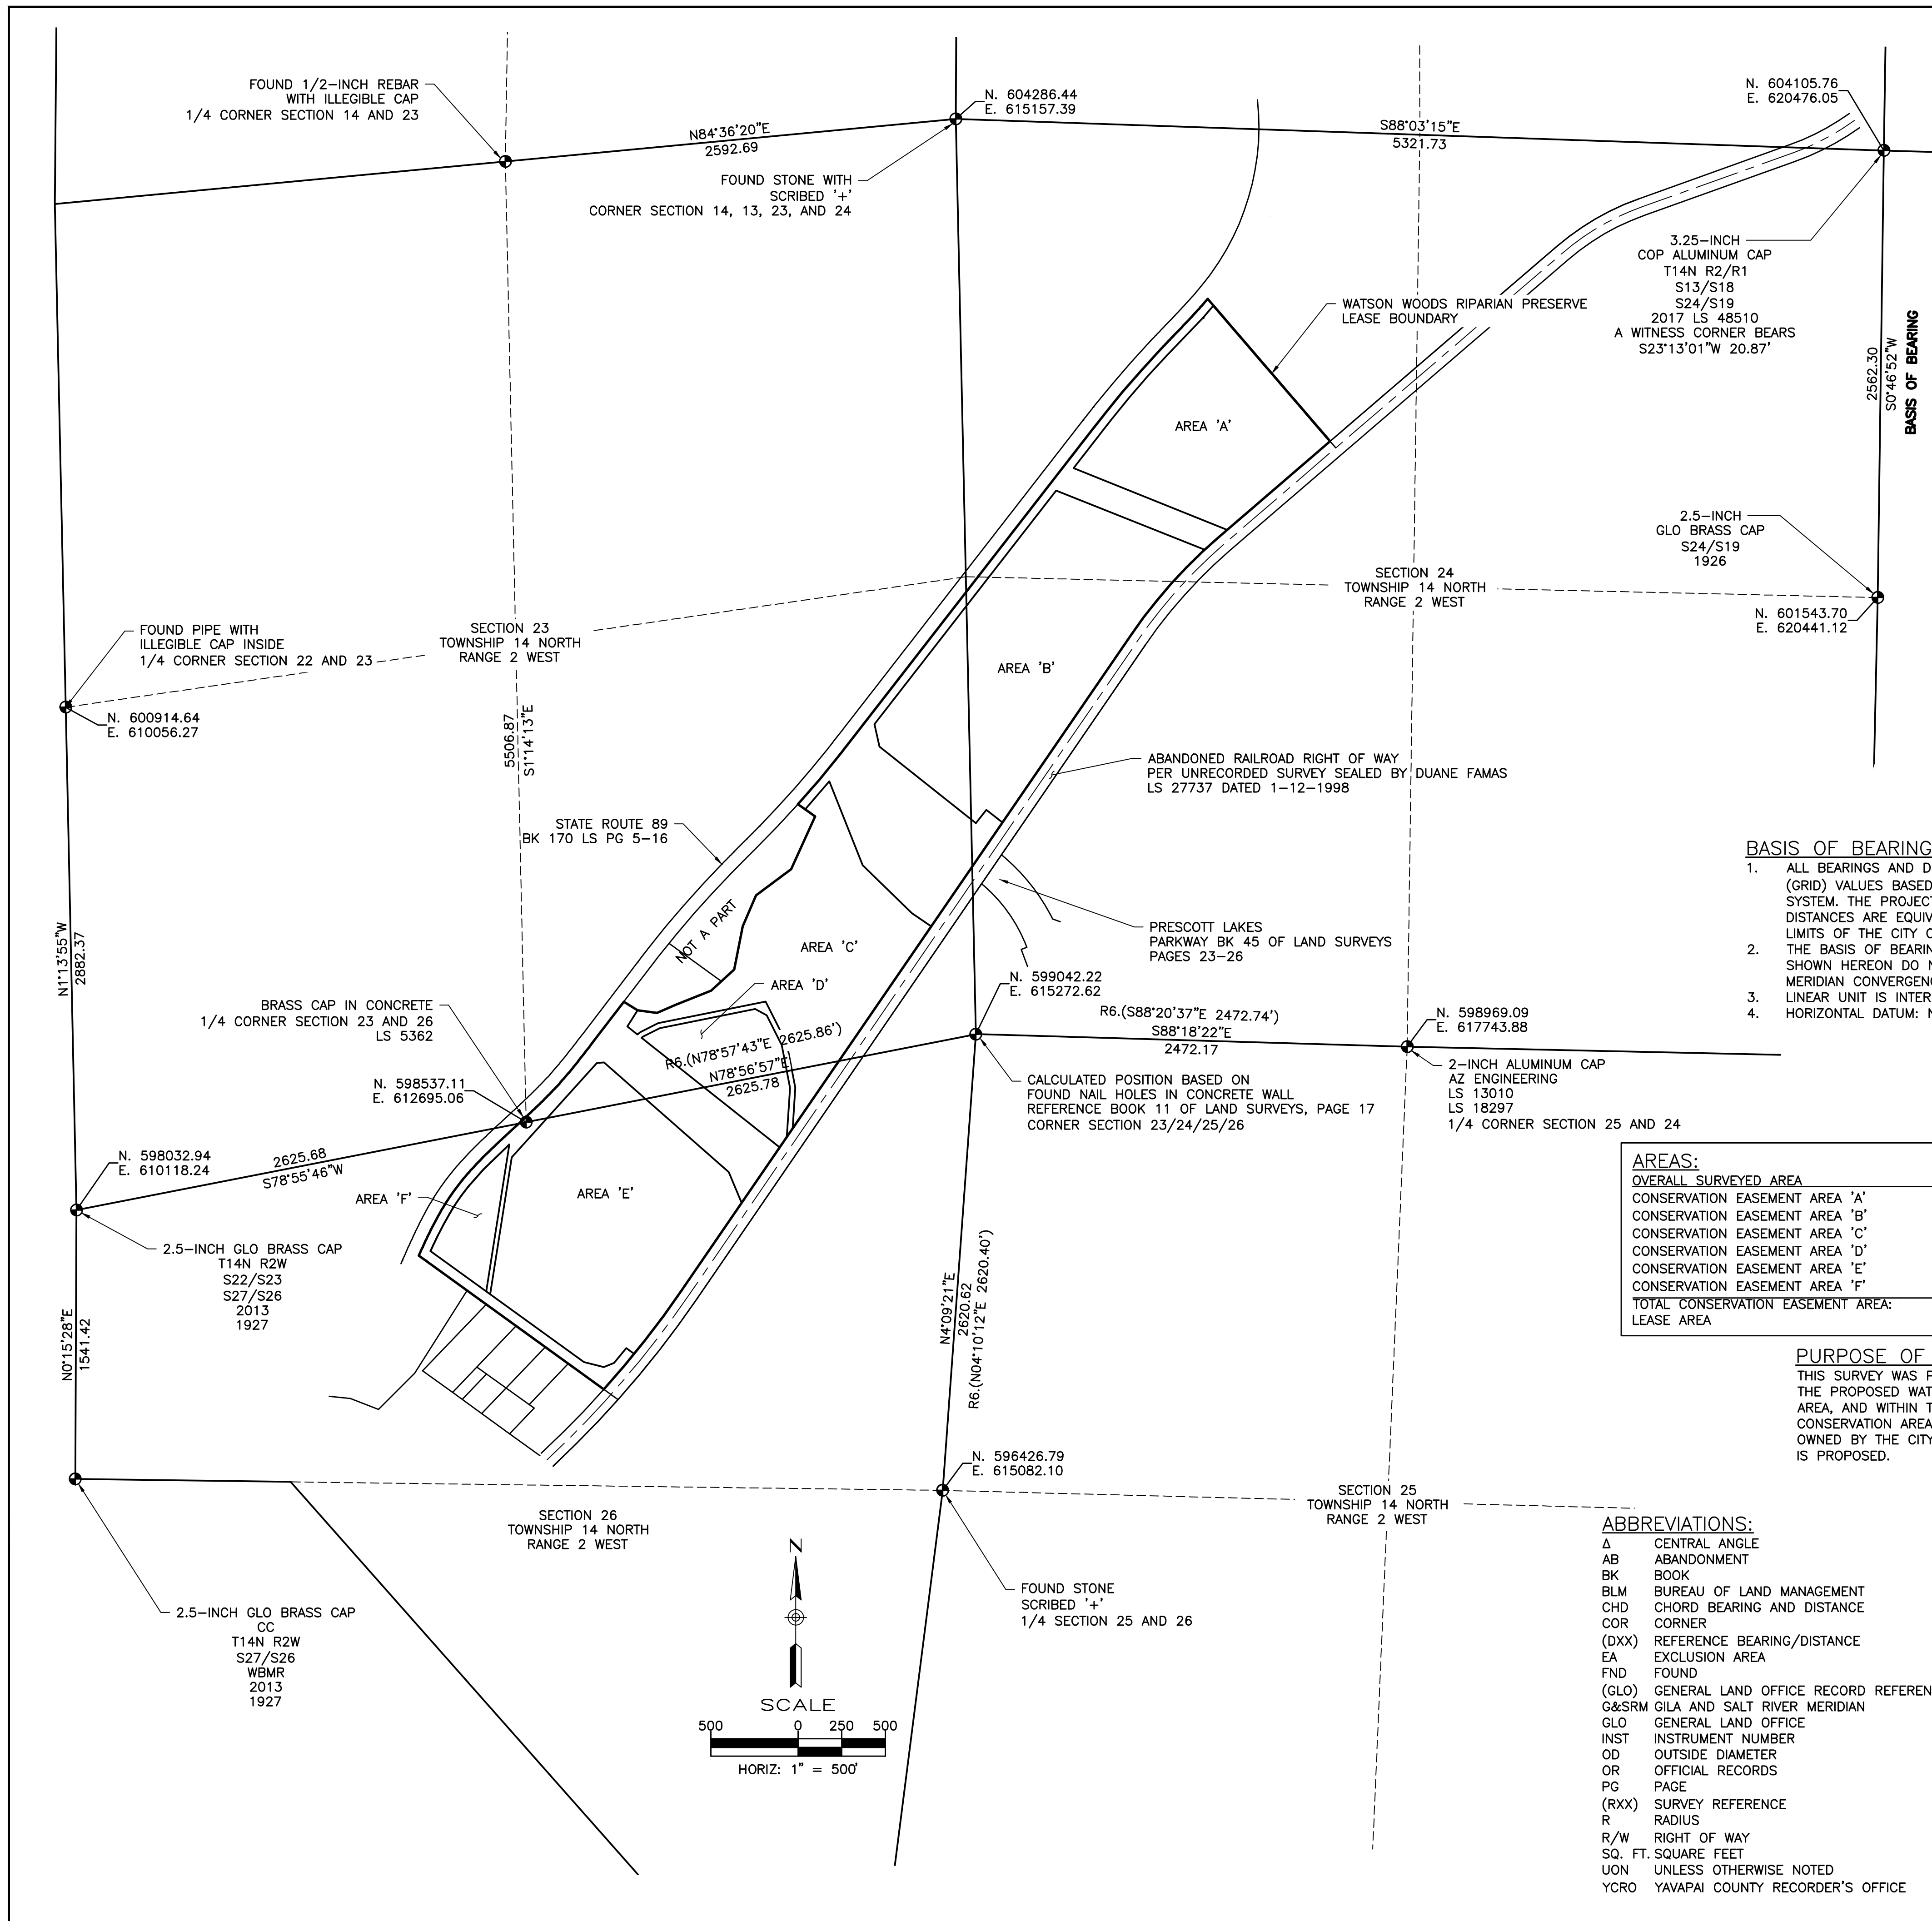 FOUND 1/2-INCH REBAR
WITH ILLEGIBLE CAP
1/4 CORNER SECTION 14 AND 23
N84°36'20"E
2592.69
N. 604286.44
E. 615157.39
FOUND STONE WITH
SCRIBED '+'
CORNER SECTION 14, 13, 23, AND 24
S88°03'15"E
5321.73
N. 604105.76
E. 620476.05
3.25-INCH
COP ALUMINUM CAP
T14N R2/R1
S13/S18
S24/S19
2017 LS 48510
A WITNESS CORNER BEARS
S23°13'01"W 20.87'
2562.30
S0°46'52"W
BASIS OF BEARING
WATSON WOODS RIPARIAN PRESERVE
LEASE BOUNDARY
AREA 'A'
2.5-INCH
GLO BRASS CAP
S24/S19
1926
N. 601543.70
E. 620441.12
SECTION 24
TOWNSHIP 14 NORTH
RANGE 2 WEST
FOUND PIPE WITH
ILLEGIBLE CAP INSIDE
1/4 CORNER SECTION 22 AND 23
SECTION 23
TOWNSHIP 14 NORTH
RANGE 2 WEST
N. 600914.64
E. 610056.27
AREA 'B'
5506.87
S1°14'13"E
ABANDONED RAILROAD RIGHT OF WAY
PER UNRECORDED SURVEY SEALED BY DUANE FAMAS
LS 27737 DATED 1-12-1998
STATE ROUTE 89
BK 170 LS PG 5-16
NOT A PART
AREA 'C'
PRESCOTT LAKES
PARKWAY BK 45 OF LAND SURVEYS
PAGES 23-26
N1°13'55"W
2882.37
AREA 'D'
BRASS CAP IN CONCRETE
1/4 CORNER SECTION 23 AND 26
LS 5362
N. 599042.22
E. 615272.62
R6.(S88°20'37"E 2472.74')
S88°18'22"E
2472.17
N. 598969.09
E. 617743.88
R6.(N78°57'43"E 2625.86')
N78°56'57"E
2625.78
2-INCH ALUMINUM CAP
AZ ENGINEERING
LS 13010
LS 18297
1/4 CORNER SECTION 25 AND 24
N. 598537.11
E. 612695.06
CALCULATED POSITION BASED ON
FOUND NAIL HOLES IN CONCRETE WALL
REFERENCE BOOK 11 OF LAND SURVEYS, PAGE 17
CORNER SECTION 23/24/25/26
N. 598032.94
E. 610118.24
2625.68
S78°55'46"W
AREA 'F'
AREA 'E'
2.5-INCH GLO BRASS CAP
T14N R2W
S22/S23
S27/S26
2013
1927
N0°15'28"E
1541.42
N4°09'21"E
2620.62
R6.(N04°10'12"E 2620.40')
N. 596426.79
E. 615082.10
SECTION 26
TOWNSHIP 14 NORTH
RANGE 2 WEST
SECTION 25
TOWNSHIP 14 NORTH
RANGE 2 WEST
2.5-INCH GLO BRASS CAP
CC
T14N R2W
S27/S26
WBMR
2013
1927
FOUND STONE
SCRIBED '+'
1/4 SECTION 25 AND 26
N
SCALE
500 0 250 500
HORIZ: 1" = 500'
BASIS OF BEARING
1. ALL BEARINGS AND D
(GRID) VALUES BASED
SYSTEM. THE PROJECT
DISTANCES ARE EQUIV
LIMITS OF THE CITY O
2. THE BASIS OF BEARIN
SHOWN HEREON DO N
MERIDIAN CONVERGENC
3. LINEAR UNIT IS INTER
4. HORIZONTAL DATUM: N
AREAS:
OVERALL SURVEYED AREA
CONSERVATION EASEMENT AREA 'A'
CONSERVATION EASEMENT AREA 'B'
CONSERVATION EASEMENT AREA 'C'
CONSERVATION EASEMENT AREA 'D'
CONSERVATION EASEMENT AREA 'E'
CONSERVATION EASEMENT AREA 'F'
TOTAL CONSERVATION EASEMENT AREA:
LEASE AREA
PURPOSE OF
THIS SURVEY WAS P
THE PROPOSED WAT
AREA, AND WITHIN T
CONSERVATION AREA
OWNED BY THE CITY
IS PROPOSED.
ABBREVIATIONS:
Δ CENTRAL ANGLE
AB ABANDONMENT
BK BOOK
BLM BUREAU OF LAND MANAGEMENT
CHD CHORD BEARING AND DISTANCE
COR CORNER
(DXX) REFERENCE BEARING/DISTANCE
EA EXCLUSION AREA
FND FOUND
(GLO) GENERAL LAND OFFICE RECORD REFEREN
G&SRM GILA AND SALT RIVER MERIDIAN
GLO GENERAL LAND OFFICE
INST INSTRUMENT NUMBER
OD OUTSIDE DIAMETER
OR OFFICIAL RECORDS
PG PAGE
(RXX) SURVEY REFERENCE
R RADIUS
R/W RIGHT OF WAY
SQ. FT. SQUARE FEET
UON UNLESS OTHERWISE NOTED
YCRO YAVAPAI COUNTY RECORDER'S OFFICE